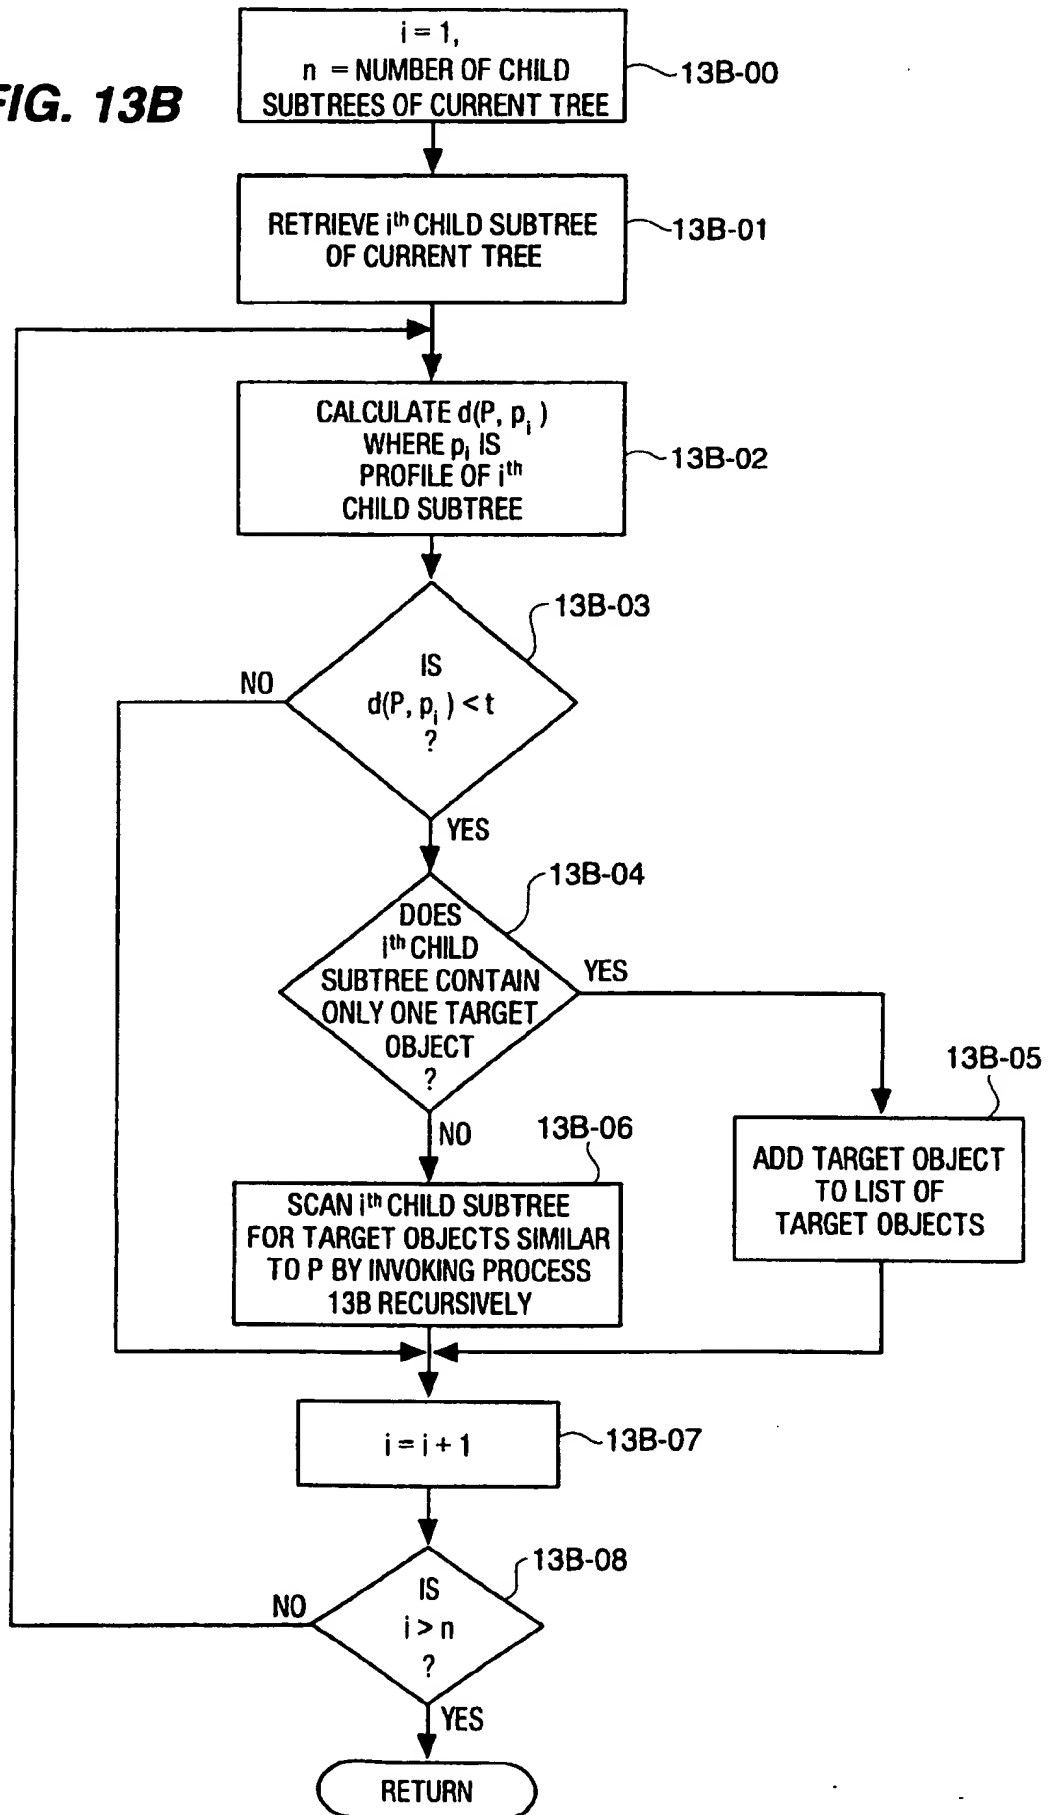 FIG. 13B
i = 1,
n = NUMBER OF CHILD
SUBTREES OF CURRENT TREE
13B-00
RETRIEVE ith CHILD SUBTREE
OF CURRENT TREE
13B-01
CALCULATE d(P, pi )
WHERE pi IS
PROFILE OF ith
CHILD SUBTREE
13B-02
13B-03
IS
d(P, pi ) < t
?
NO
YES
13B-04
DOES
ith CHILD
SUBTREE CONTAIN
ONLY ONE TARGET
OBJECT
?
YES
NO
13B-05
ADD TARGET OBJECT
TO LIST OF
TARGET OBJECTS
13B-06
SCAN ith CHILD SUBTREE
FOR TARGET OBJECTS SIMILAR
TO P BY INVOKING PROCESS
13B RECURSIVELY
i = i + 1
13B-07
13B-08
IS
i > n
?
NO
YES
RETURN